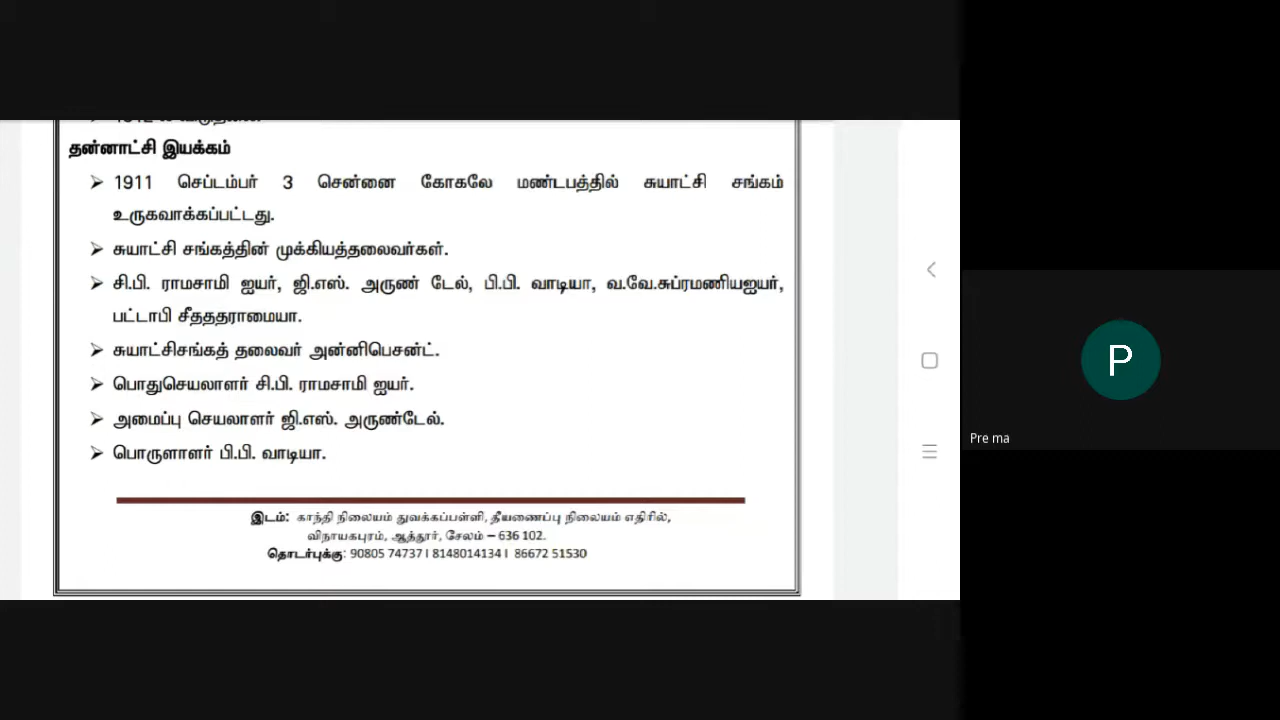 தன்னாட்சி இயக்கம்
➢ 1911 செப்டம்பர் 3 சென்னை கோகலே மண்டபத்தில் சுயாட்சி சங்கம்
உருகவாக்கப்பட்டது.
➢ சுயாட்சி சங்கத்தின் முக்கியத்தலைவர்கள்.
➢ சி.பி. ராமசாமி ஐயர், ஜி.எஸ். அருண் டேல், பி.பி. வாடியா, வ.வே.சுப்ரமணியஐயர்,
பட்டாபி சீதததராமையா.
➢ சுயாட்சிசங்கத் தலைவர் அன்னிபெசன்ட்.
➢ பொதுசெயலாளர் சி.பி. ராமசாமி ஐயர்.
➢ அமைப்பு செயலாளர் ஜி.எஸ். அருண்டேல்.
➢ பொருளாளர் பி.பி. வாடியா.
இடம்: காந்தி நிலையம் துவக்கப்பள்ளி, தீயணைப்பு நிலையம் எதிரில்,
விநாயகபுரம், ஆத்தூர், சேலம் – 636 102.
தொடர்புக்கு: 90805 74737 I 8148014134 I 86672 51530
P
Pre ma